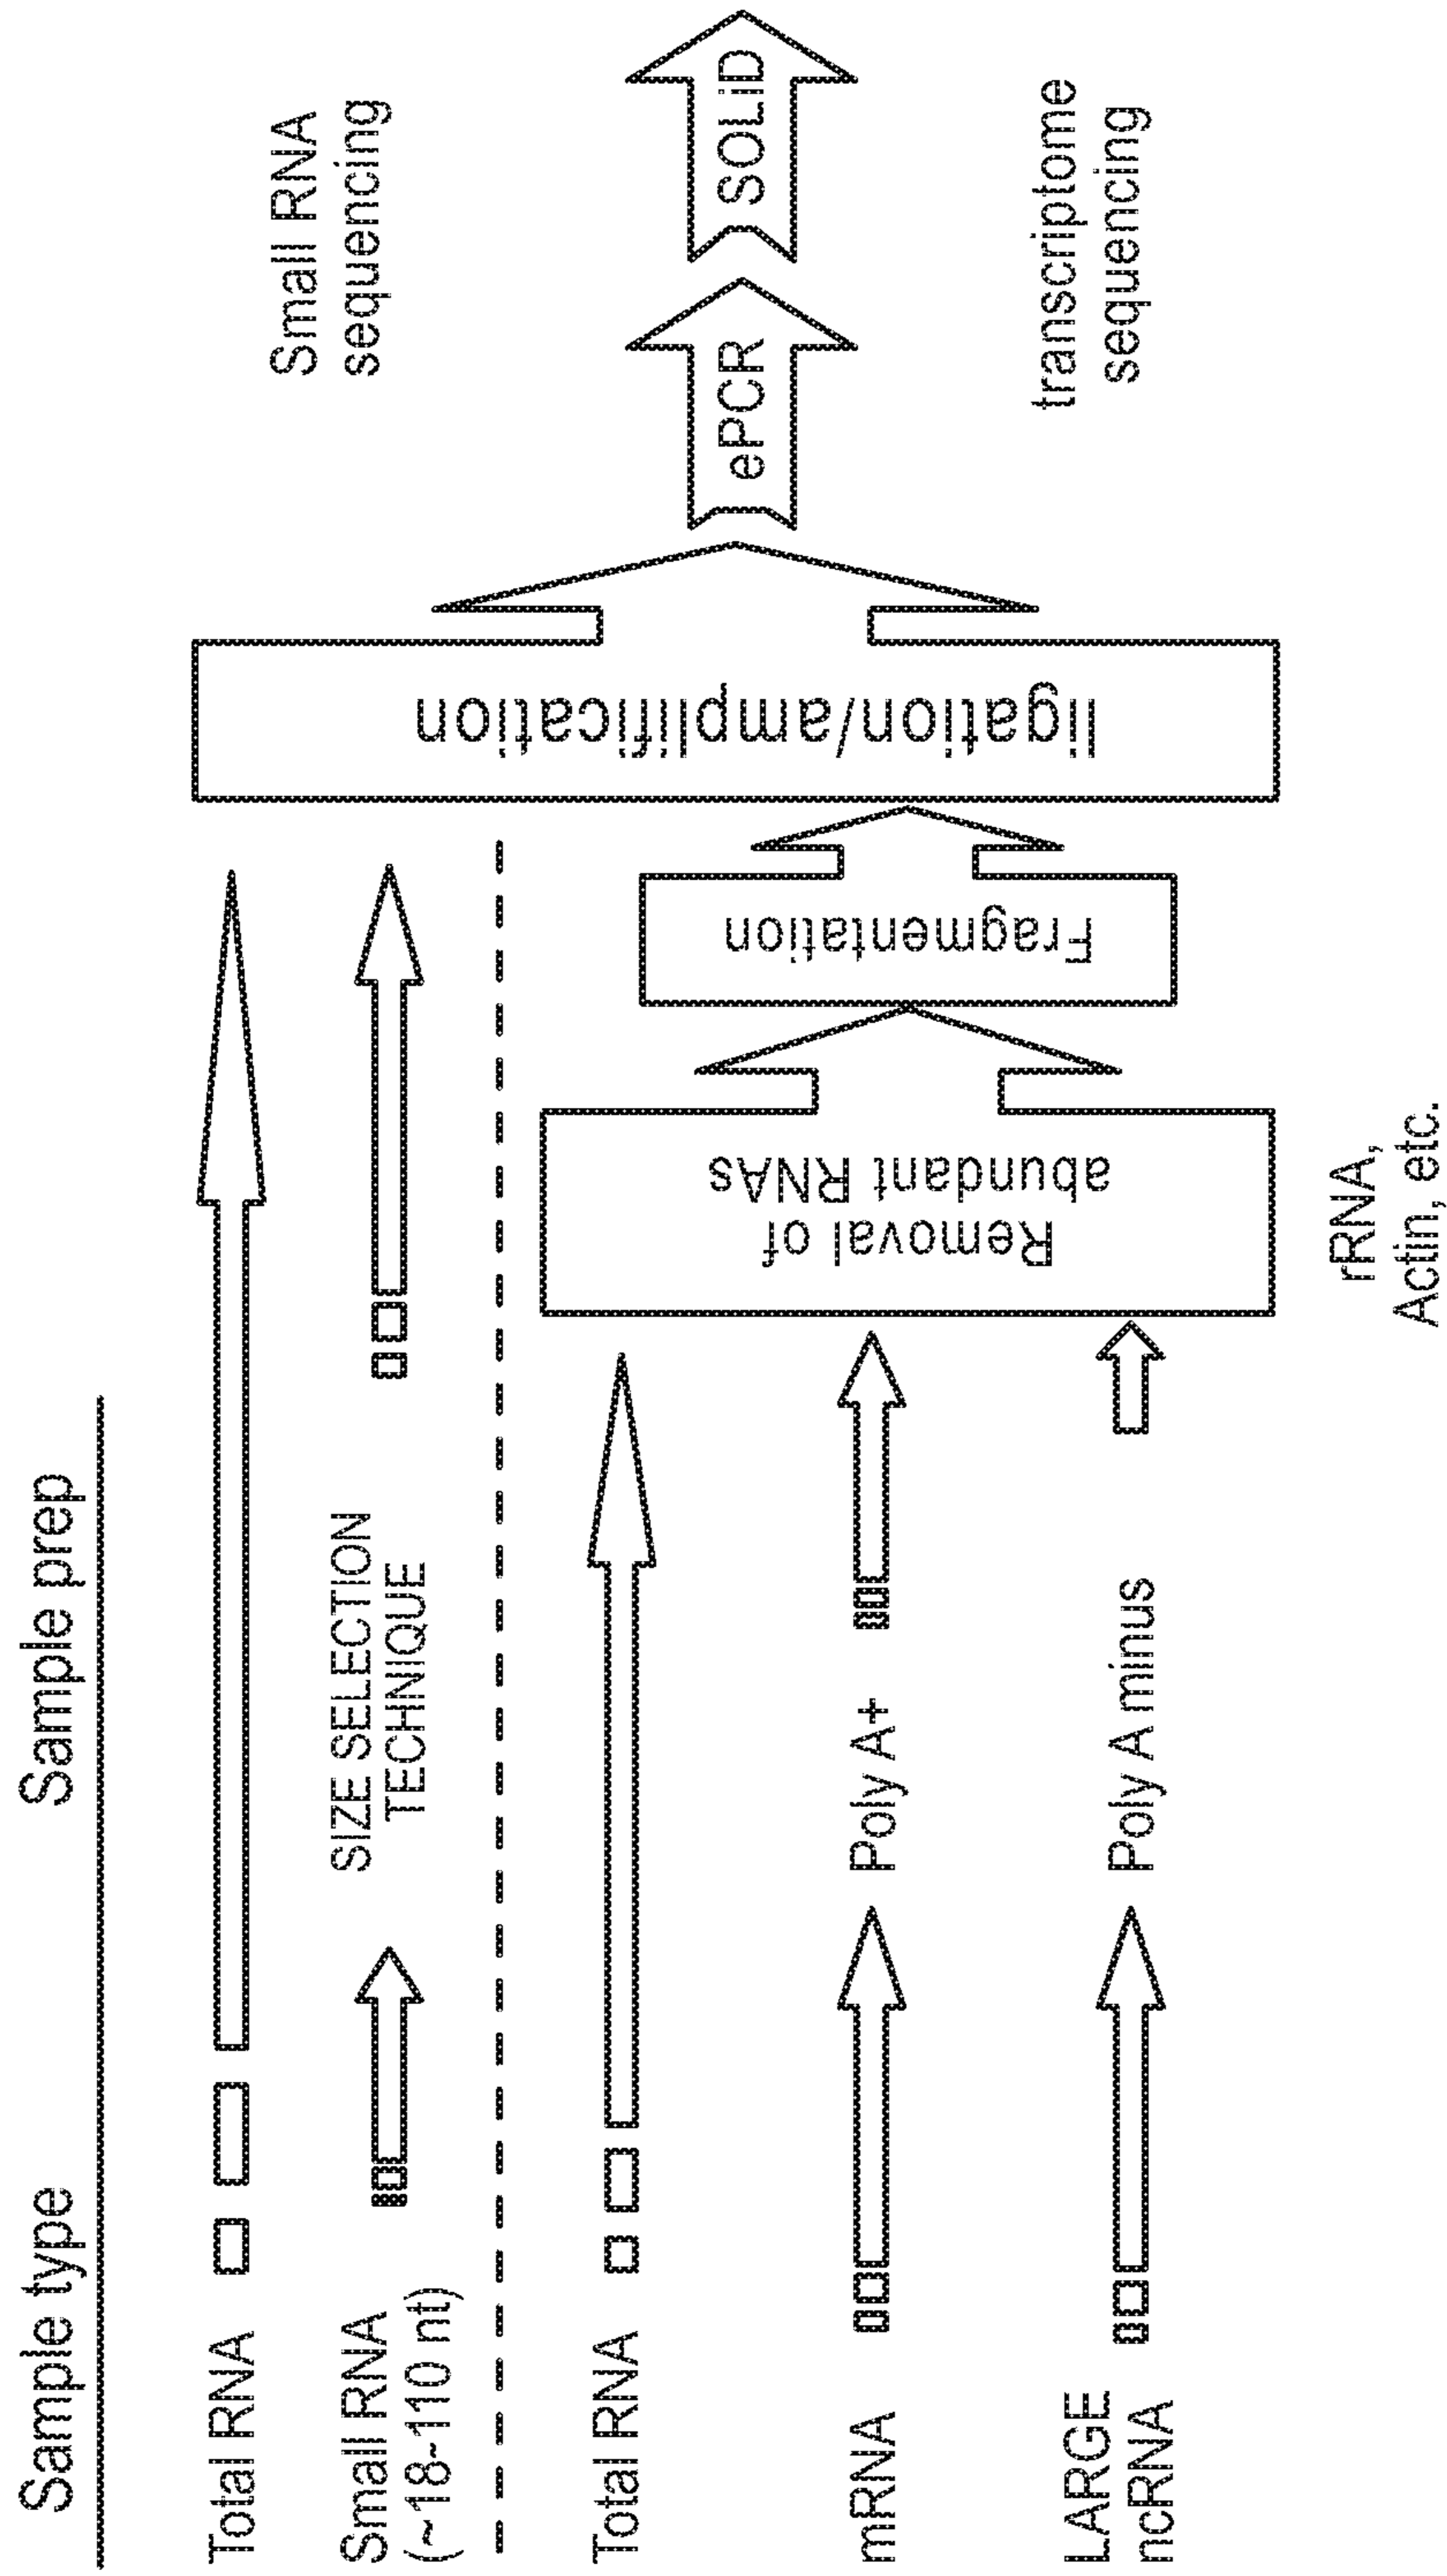 Sample type
Sample prep
Total RNA
Small RNA
(~18-110 nt)
SIZE SELECTION
TECHNIQUE
Small RNA
sequencing
Total RNA
mRNA
Poly A+
LARGE
ncRNA
Poly A minus
Removal of
abundant RNAs
rRNA,
Actin, etc.
Fragmentation
ligation/amplification
ePCR
SOLiD
transcriptome
sequencing